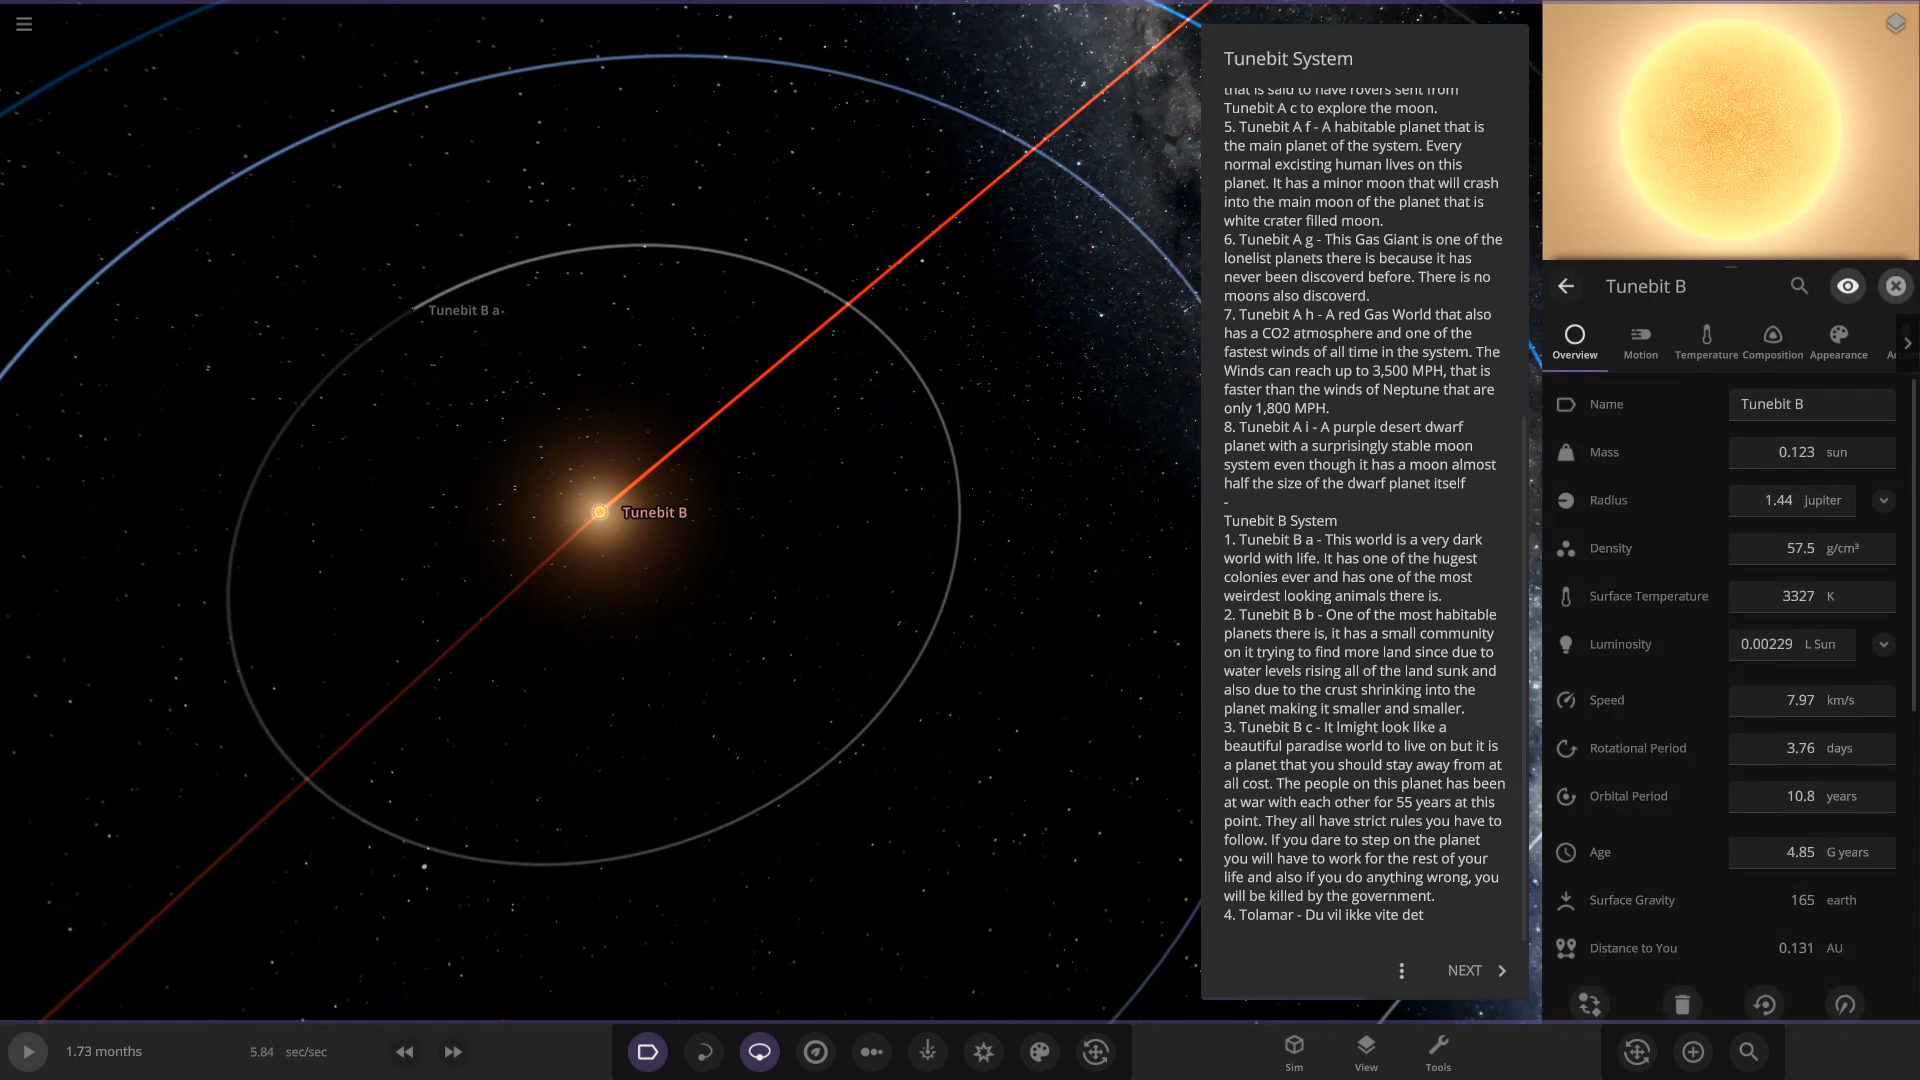 Tunebit System
that is said to have rovers sent from
Tunebit A c to explore the moon.
5. Tunebit A f - A habitable planet that is
the main planet of the system. Every
normal excisting human lives on this
planet. It has a minor moon that will crash
into the main moon of the planet that is
white crater filled moon.
6. Tunebit A g - This Gas Giant is one of the
lonelist planets there is because it has
never been discoverd before. There is no
moons also discoverd.
7. Tunebit A h - A red Gas World that also
has a CO2 atmosphere and one of the
fastest winds of all time in the system. The
Winds can reach up to 3,500 MPH, that is
faster than the winds of Neptune that are
only 1,800 MPH.
8. Tunebit A i - A purple desert dwarf
planet with a surprisingly stable moon
system even though it has a moon almost
half the size of the dwarf planet itself
-
Tunebit B System
1. Tunebit B a - This world is a very dark
world with life. It has one of the hugest
colonies ever and has one of the most
weirdest looking animals there is.
2. Tunebit B b - One of the most habitable
planets there is, it has a small community
on it trying to find more land since due to
water levels rising all of the land sunk and
also due to the crust shrinking into the
planet making it smaller and smaller.
3. Tunebit B c - It lmight look like a
beautiful paradise world to live on but it is
a planet that you should stay away from at
all cost. The people on this planet has been
at war with each other for 55 years at this
point. They all have strict rules you have to
follow. If you dare to step on the planet
you will have to work for the rest of your
life and also if you do anything wrong, you
will be killed by the government.
4. Tolamar - Du vil ikke vite det
NEXT
Tunebit B a
Tunebit B
Tunebit B
Overview Motion Temperature Composition Appearance
Name Tunebit B
Mass 0.123 sun
Radius 1.44 jupiter
Density 57.5 g/cm³
Surface Temperature 3327 K
Luminosity 0.00229 L Sun
Speed 7.97 km/s
Rotational Period 3.76 days
Orbital Period 10.8 years
Age 4.85 G years
Surface Gravity 165 earth
Distance to You 0.131 AU
1.73 months 5.84 sec/sec
Sim View Tools